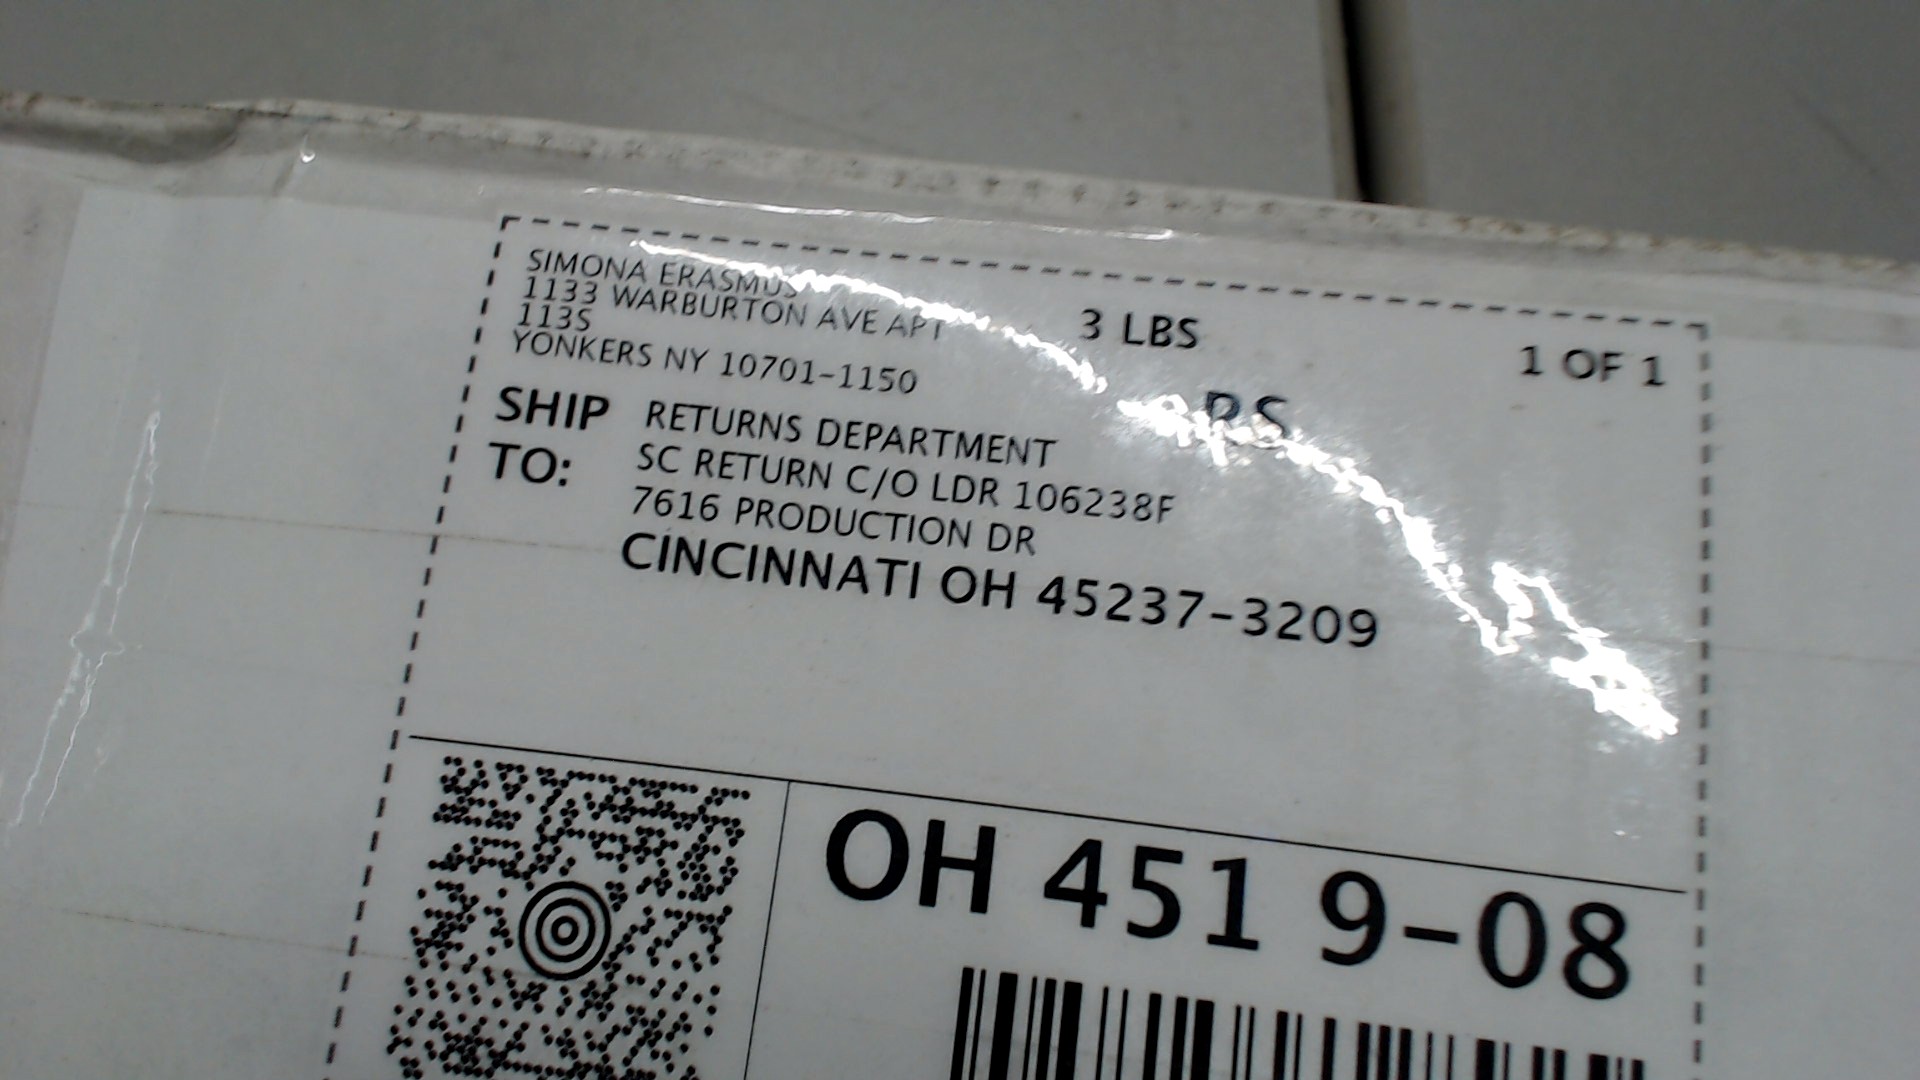 SIMONA ERASMUS
1133 WARBURTON AVE APT
113S
YONKERS NY 10701-1150
3 LBS
1 OF 1
RS
SHIP TO:
RETURNS DEPARTMENT
SC RETURN C/O LDR 106238F
7616 PRODUCTION DR
CINCINNATI OH 45237-3209
OH 451 9-08